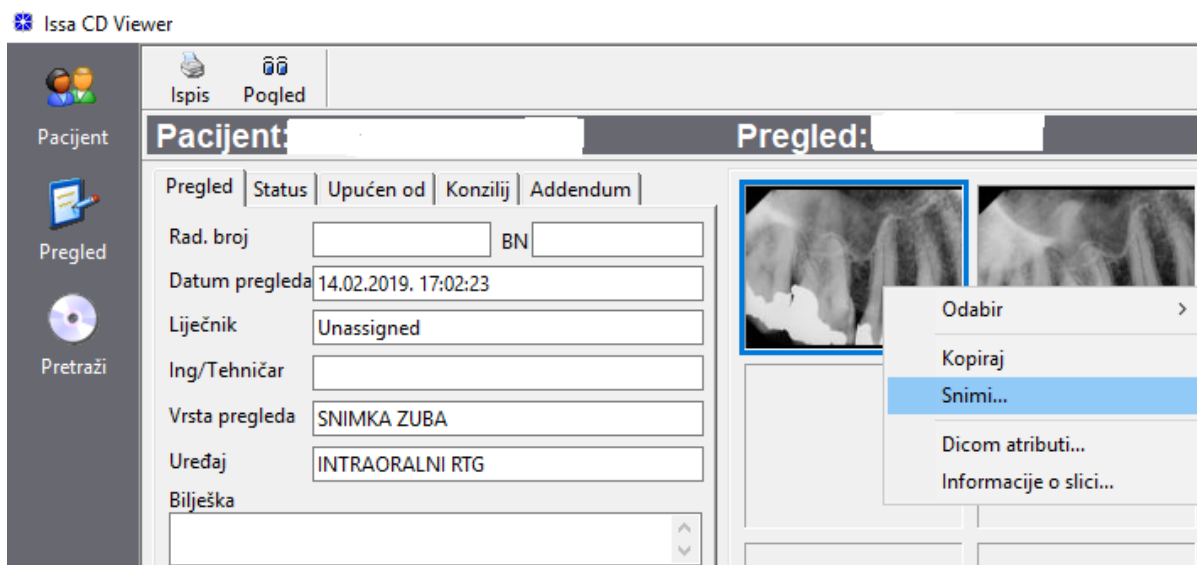 Issa CD Viewer
Ispis Pogled
Pacijent
Pregled
Pretraži
Pacijent: Pregled:
Pregled Status Upućen od Konzilij Addendum
Rad. broj BN
Datum pregleda 14.02.2019. 17:02:23
Liječnik Unassigned
Ing/Tehničar
Vrsta pregleda SNIMKA ZUBA
Uređaj INTRAORALNI RTG
Bilješka
Odabir
Kopiraj
Snimi...
Dicom atributi...
Informacije o slici...